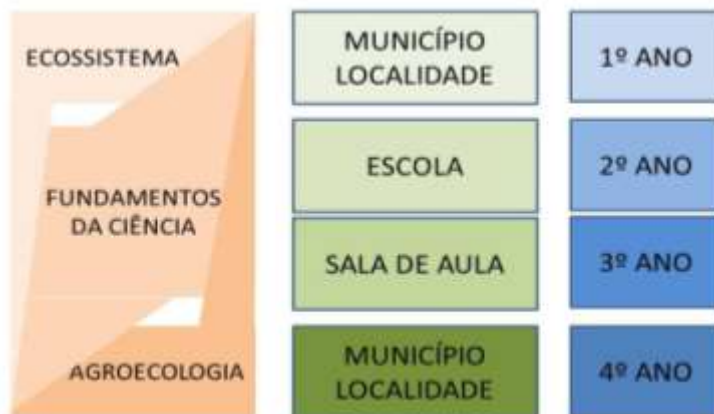 ECOSSISTEMA
MUNICÍPIO
LOCALIDADE
1º ANO
ESCOLA
2º ANO
FUNDAMENTOS
DA CIÊNCIA
SALA DE AULA
3º ANO
AGROECOLOGIA
MUNICÍPIO
LOCALIDADE
4º ANO